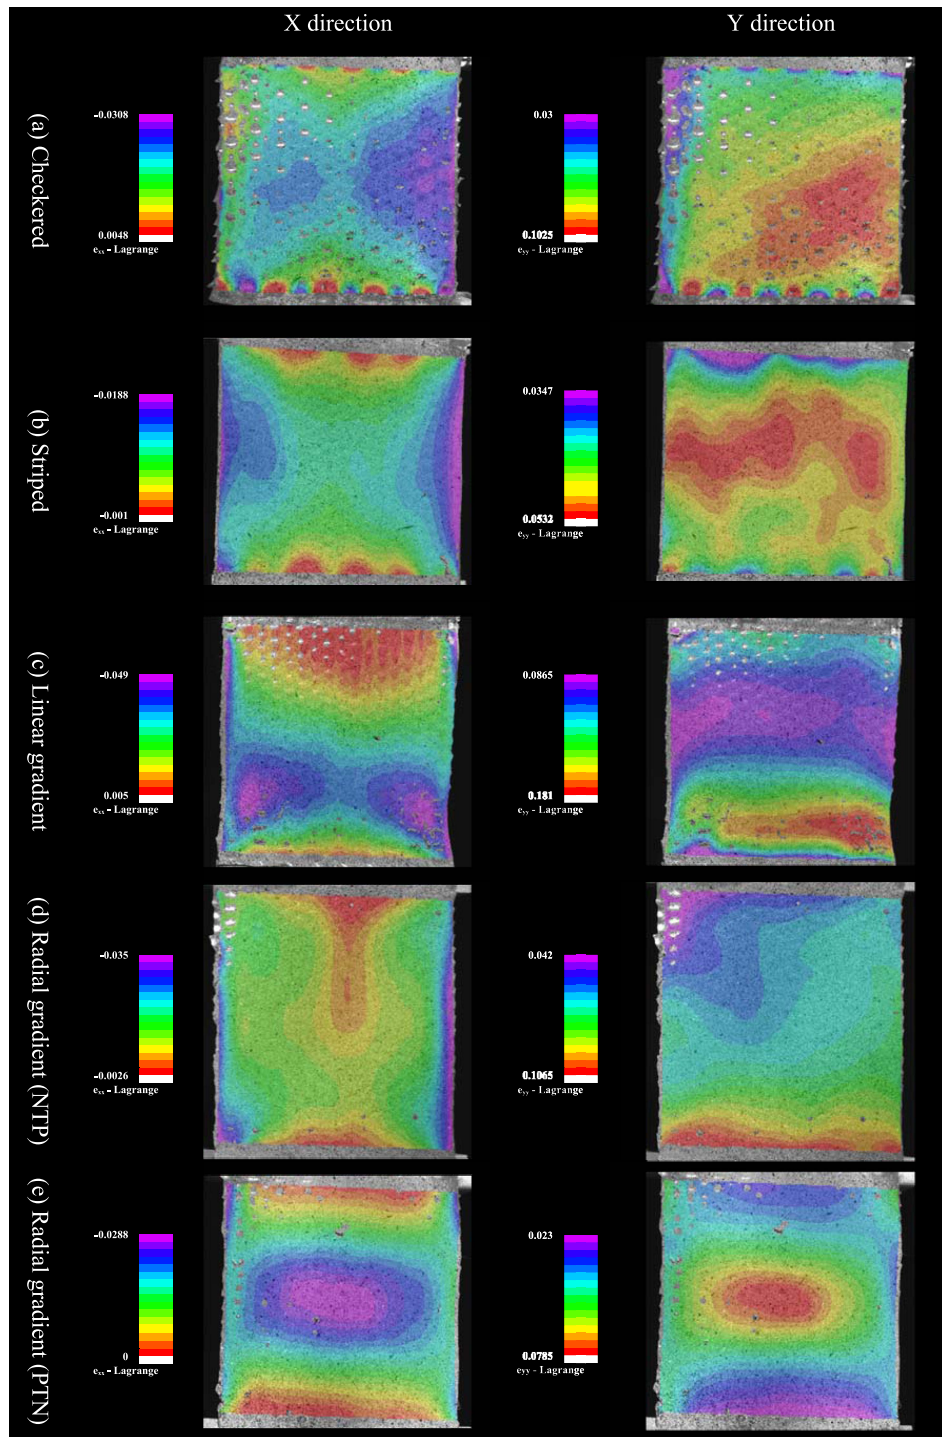 X direction
Y direction
(a) Checkered
-0.0308
0.0048
exx - Lagrange
0.03
0.1025
eyy - Lagrange
(b) Striped
-0.0188
-0.001
exx - Lagrange
0.0347
0.0532
eyy - Lagrange
(c) Linear gradient
-0.049
0.005
exx - Lagrange
0.0865
0.181
eyy - Lagrange
(d) Radial gradient (NTP)
-0.035
-0.0026
exx - Lagrange
0.042
0.1065
eyy - Lagrange
(e) Radial gradient (PTN)
-0.0288
0
exx - Lagrange
0.023
0.0785
eyy - Lagrange